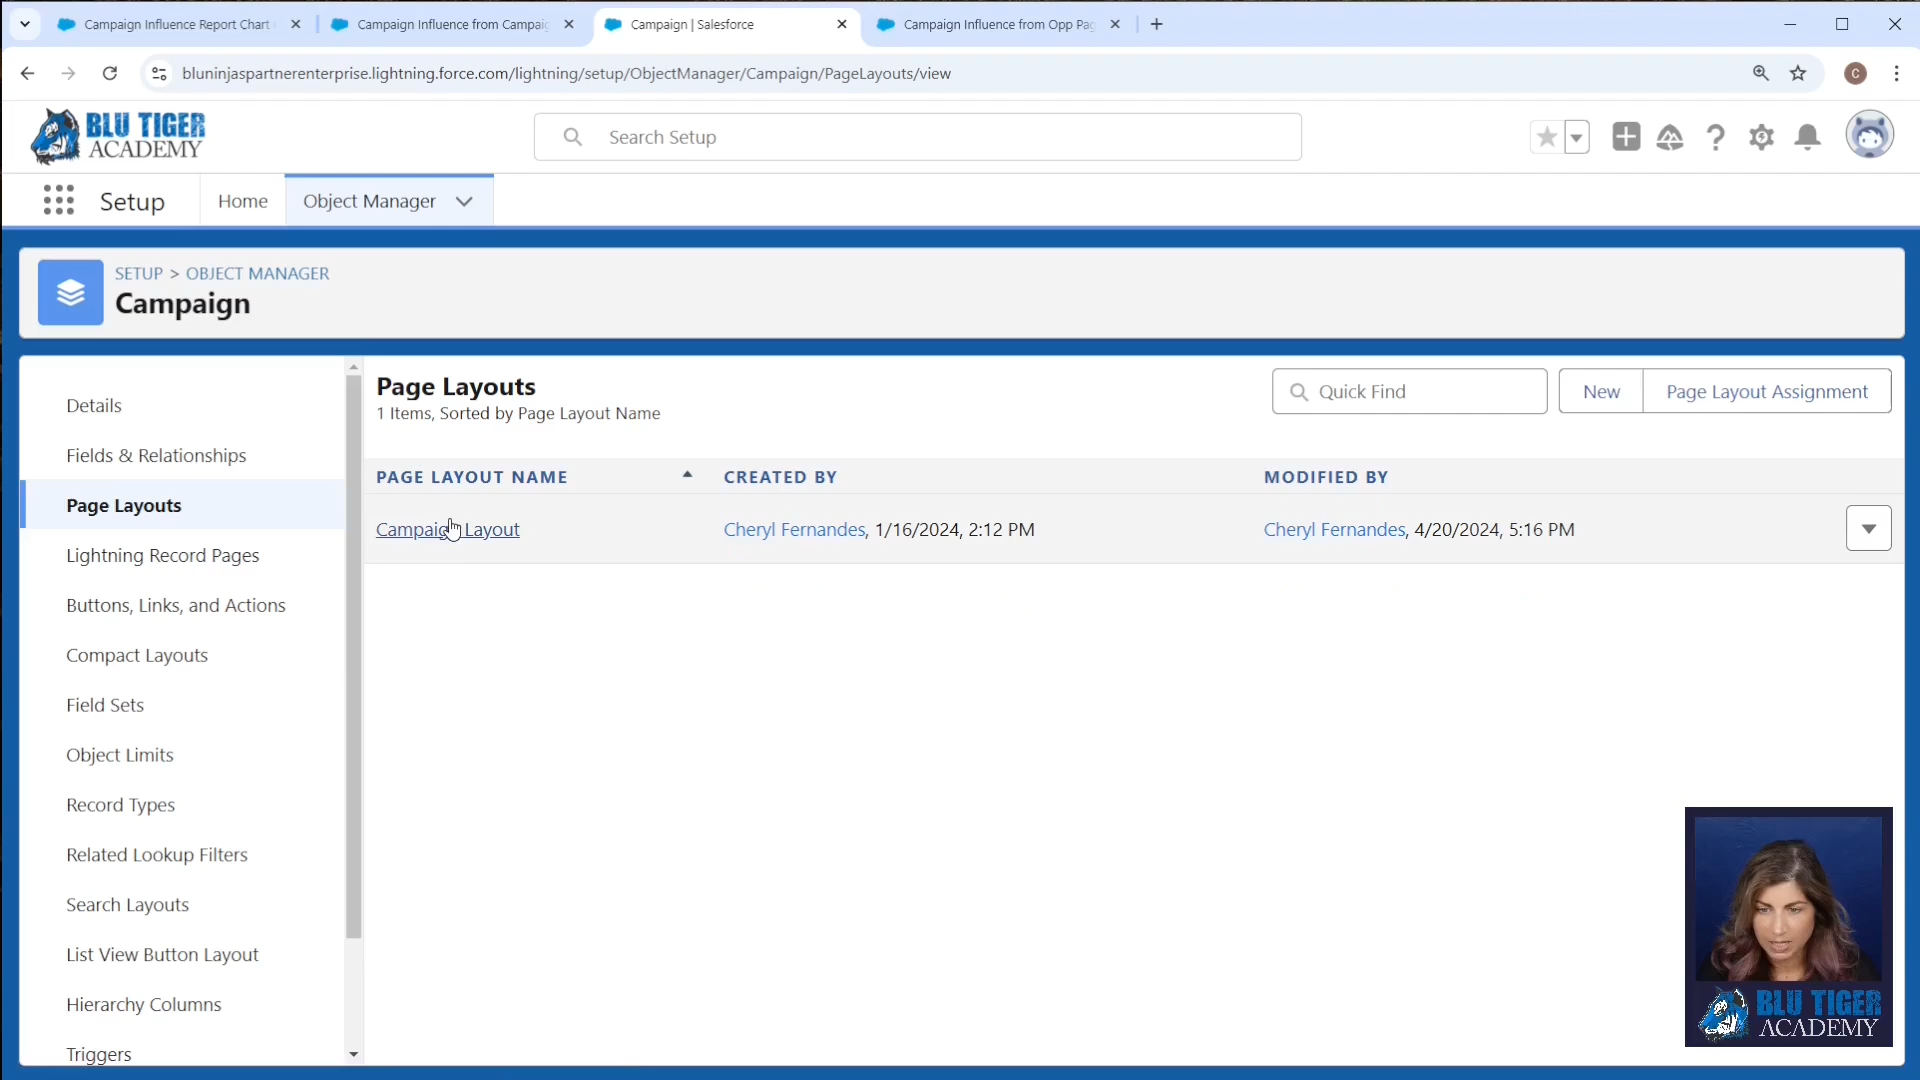 Campaign Influence Report Chart
Campaign Influence from Campaig
Campaign | Salesforce
Campaign Influence from Opp Pag
bluninjaspartnerenterprise.lightning.force.com/lightning/setup/ObjectManager/Campaign/PageLayouts/view
C
BLU TIGER
ACADEMY
Search Setup
Setup
Home
Object Manager
SETUP > OBJECT MANAGER
Campaign
Details
Fields & Relationships
Page Layouts
Lightning Record Pages
Buttons, Links, and Actions
Compact Layouts
Field Sets
Object Limits
Record Types
Related Lookup Filters
Search Layouts
List View Button Layout
Hierarchy Columns
Triggers
Page Layouts
1 Items, Sorted by Page Layout Name
Quick Find
New
Page Layout Assignment
PAGE LAYOUT NAME CREATED BY MODIFIED BY
Campaign Layout Cheryl Fernandes, 1/16/2024, 2:12 PM Cheryl Fernandes, 4/20/2024, 5:16 PM
BLU TIGER
ACADEMY